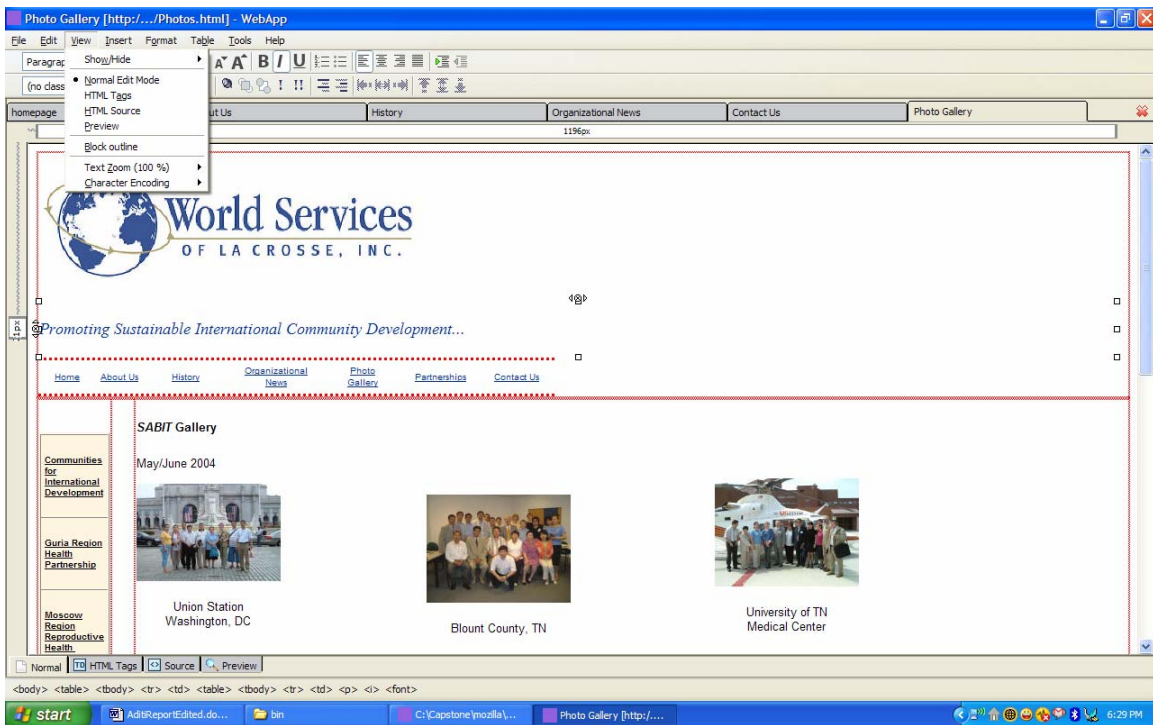 Photo Gallery [http:/.../Photos.html] - WebApp
File Edit View Insert Format Table Tools Help
Paragrap
Show/Hide
(no class
Normal Edit Mode
HTML Tags
HTML Source
Preview
Block outline
Text Zoom (100 %)
Character Encoding
homepage ut Us History Organizational News Contact Us Photo Gallery
1196px
World Services
OF LA CROSSE, INC.
1px
Promoting Sustainable International Community Development...
Home About Us History Organizational News Photo Gallery Partnerships Contact Us
SABIT Gallery
May/June 2004
Communities
for
International
Development
Guria Region
Health
Partnership
Moscow
Region
Reproductive
Health
Union Station
Washington, DC
Blount County, TN
University of TN
Medical Center
Normal HTML Tags Source Preview
<body> <table> <tbody> <tr> <td> <table> <tbody> <tr> <td> <p> <i> <font>
start AditiReportEdited.do... bin C:\Capstone\mozilla\... Photo Gallery [http:/.... 6:29 PM